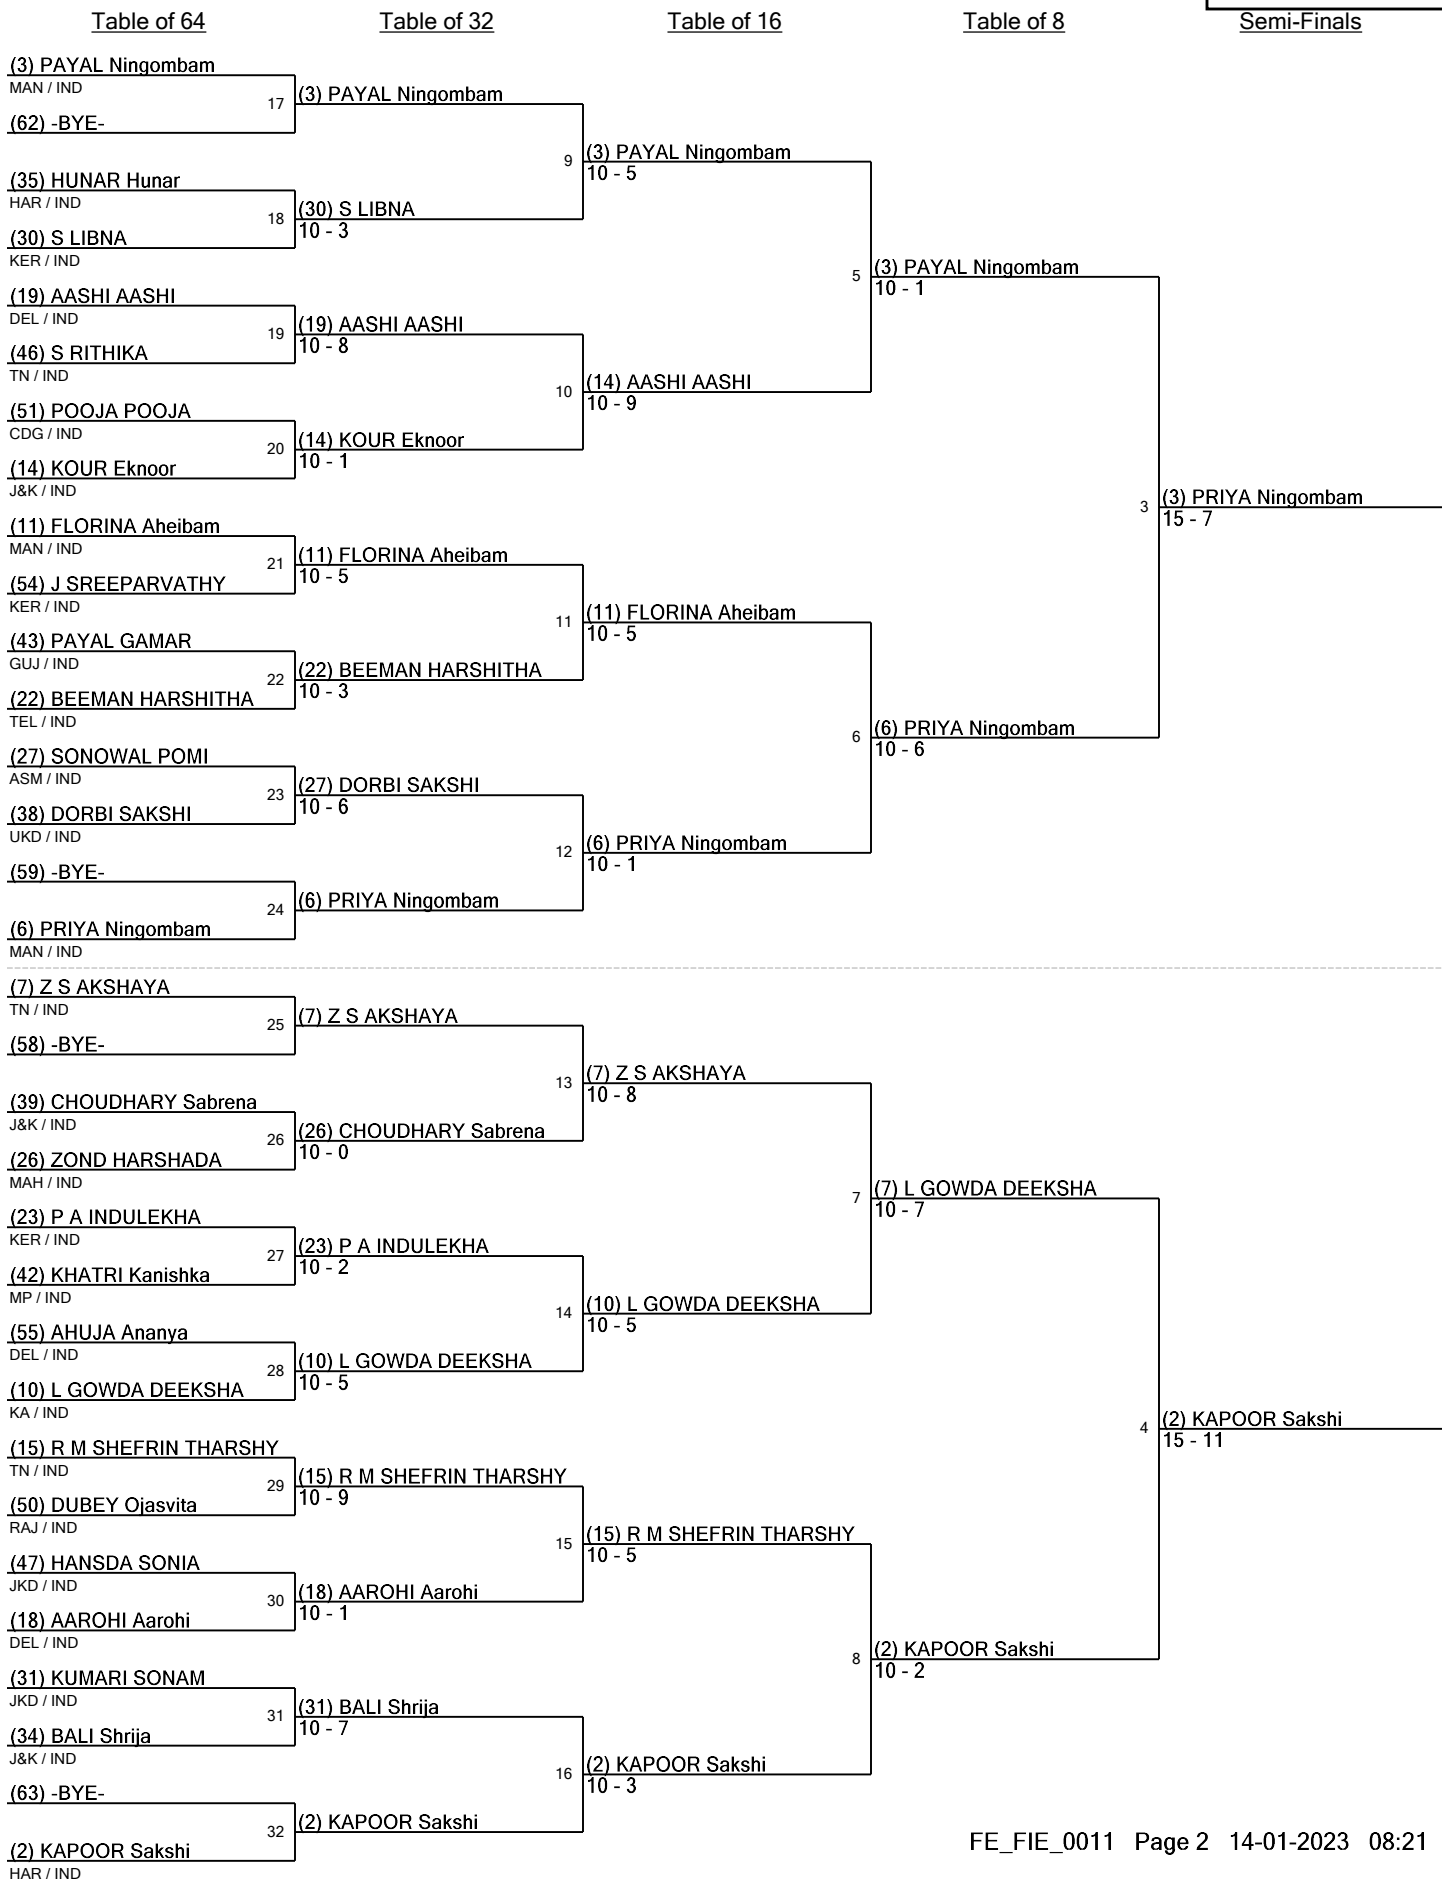 Table of 64
Table of 32
Table of 16
Table of 8
Semi-Finals
(3) PAYAL Ningombam
MAN / IND
17
(62) -BYE-
(35) HUNAR Hunar
HAR / IND
18
(30) S LIBNA
KER / IND
(19) AASHI AASHI
DEL / IND
19
(46) S RITHIKA
TN / IND
(51) POOJA POOJA
CDG / IND
20
(14) KOUR Eknoor
J&K / IND
(11) FLORINA Aheibam
MAN / IND
21
(54) J SREEPARVATHY
KER / IND
(43) PAYAL GAMAR
GUJ / IND
22
(22) BEEMAN HARSHITHA
TEL / IND
(27) SONOWAL POMI
ASM / IND
23
(38) DORBI SAKSHI
UKD / IND
(59) -BYE-
24
(6) PRIYA Ningombam
MAN / IND
(7) Z S AKSHAYA
TN / IND
25
(58) -BYE-
(39) CHOUDHARY Sabrena
J&K / IND
26
(26) ZOND HARSHADA
MAH / IND
(23) P A INDULEKHA
KER / IND
27
(42) KHATRI Kanishka
MP / IND
(55) AHUJA Ananya
DEL / IND
28
(10) L GOWDA DEEKSHA
KA / IND
(15) R M SHEFRIN THARSHY
TN / IND
29
(50) DUBEY Ojasvita
RAJ / IND
(47) HANSDA SONIA
JKD / IND
30
(18) AAROHI Aarohi
DEL / IND
(31) KUMARI SONAM
JKD / IND
31
(34) BALI Shrija
J&K / IND
(63) -BYE-
32
(2) KAPOOR Sakshi
HAR / IND
(3) PAYAL Ningombam
9
(30) S LIBNA
10 - 3
(19) AASHI AASHI
10 - 8
10
(14) KOUR Eknoor
10 - 1
(11) FLORINA Aheibam
10 - 5
11
(22) BEEMAN HARSHITHA
10 - 3
(27) DORBI SAKSHI
10 - 6
12
(6) PRIYA Ningombam
(7) Z S AKSHAYA
13
(26) CHOUDHARY Sabrena
10 - 0
(23) P A INDULEKHA
10 - 2
14
(10) L GOWDA DEEKSHA
10 - 5
(15) R M SHEFRIN THARSHY
10 - 9
15
(18) AAROHI Aarohi
10 - 1
(31) BALI Shrija
10 - 7
16
(2) KAPOOR Sakshi
(3) PAYAL Ningombam
10 - 5
5
(14) AASHI AASHI
10 - 9
(11) FLORINA Aheibam
10 - 5
6
(6) PRIYA Ningombam
10 - 1
(7) Z S AKSHAYA
10 - 8
7
(10) L GOWDA DEEKSHA
10 - 5
(15) R M SHEFRIN THARSHY
10 - 5
8
(2) KAPOOR Sakshi
10 - 3
(3) PAYAL Ningombam
10 - 1
3
(6) PRIYA Ningombam
10 - 6
(7) L GOWDA DEEKSHA
10 - 7
4
(2) KAPOOR Sakshi
10 - 2
(3) PRIYA Ningombam
15 - 7
(2) KAPOOR Sakshi
15 - 11
FE_FIE_0011 Page 2 14-01-2023 08:21